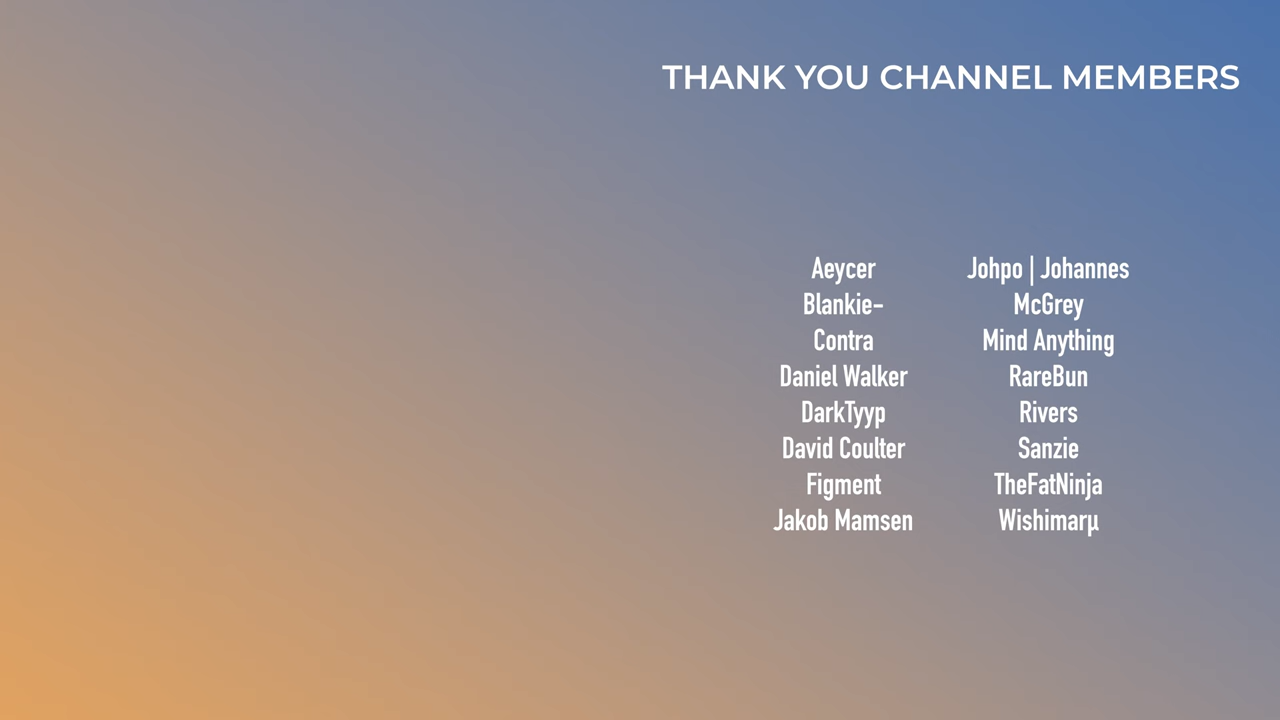 THANK YOU CHANNEL MEMBERS
Aeycer
Blankie-
Contra
Daniel Walker
DarkTyyp
David Coulter
Figment
Jakob Mamsen
Johpo | Johannes
McGrey
Mind Anything
RareBun
Rivers
Sanzie
TheFatNinja
Wishimarµ